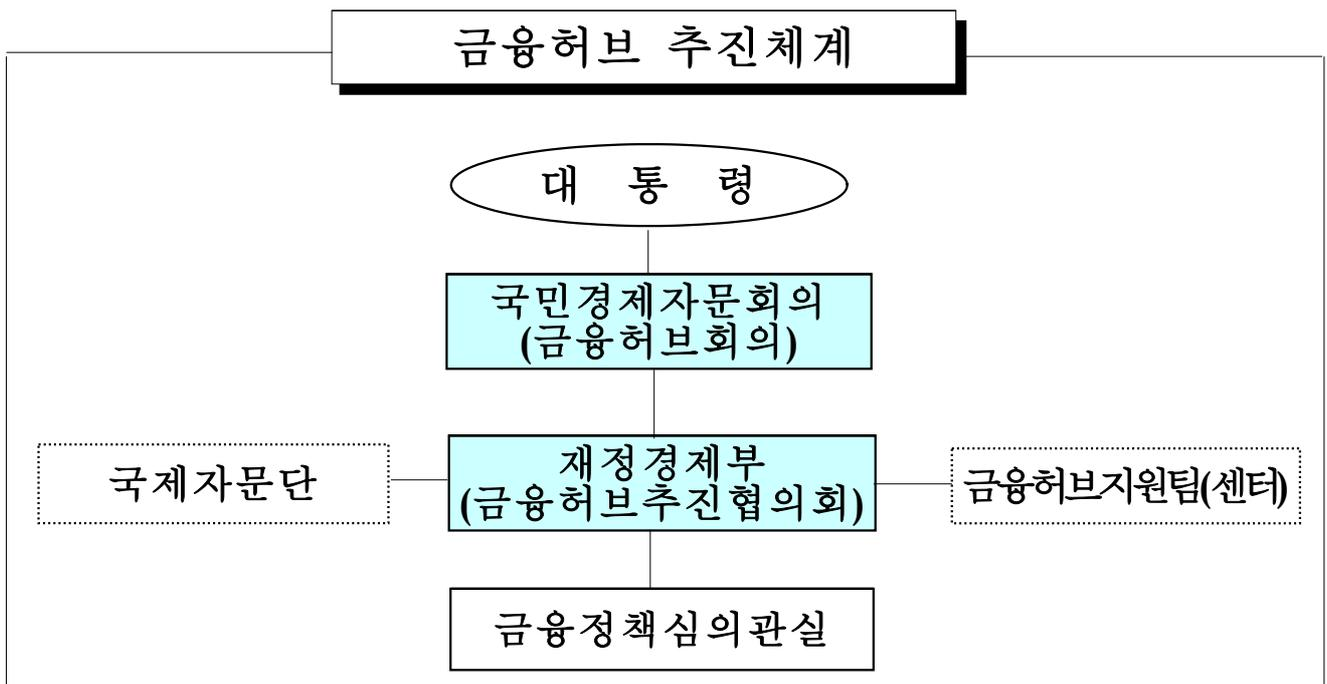 금융허브 추진체계
대 통 령
국민경제자문회의
(금융허브회의)
국제자문단
재정경제부
(금융허브추진협의회)
금융허브지원팀(센터)
금융정책심의관실